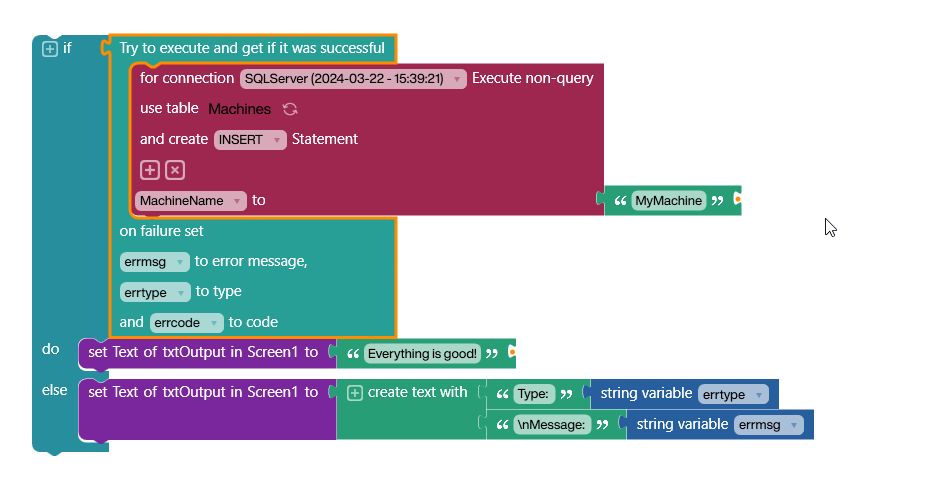 if Try to execute and get if it was successful
for connection SQLServer (2024-03-22 - 15:39:21) Execute non-query
use table Machines
and create INSERT Statement
MachineName to “ MyMachine ”
on failure set
errmsg to error message,
errtype to type
and errcode to code
do set Text of txtOutput in Screen1 to “ Everything is good! ”
else set Text of txtOutput in Screen1 to create text with “ Type: ” string variable errtype
“ \nMessage: ” string variable errmsg